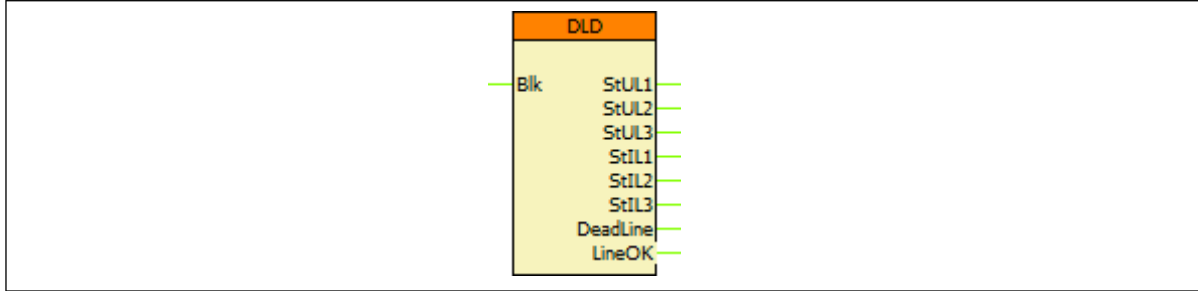 DLD
Blk StUL1
StUL2
StUL3
StIL1
StIL2
StIL3
DeadLine
LineOK